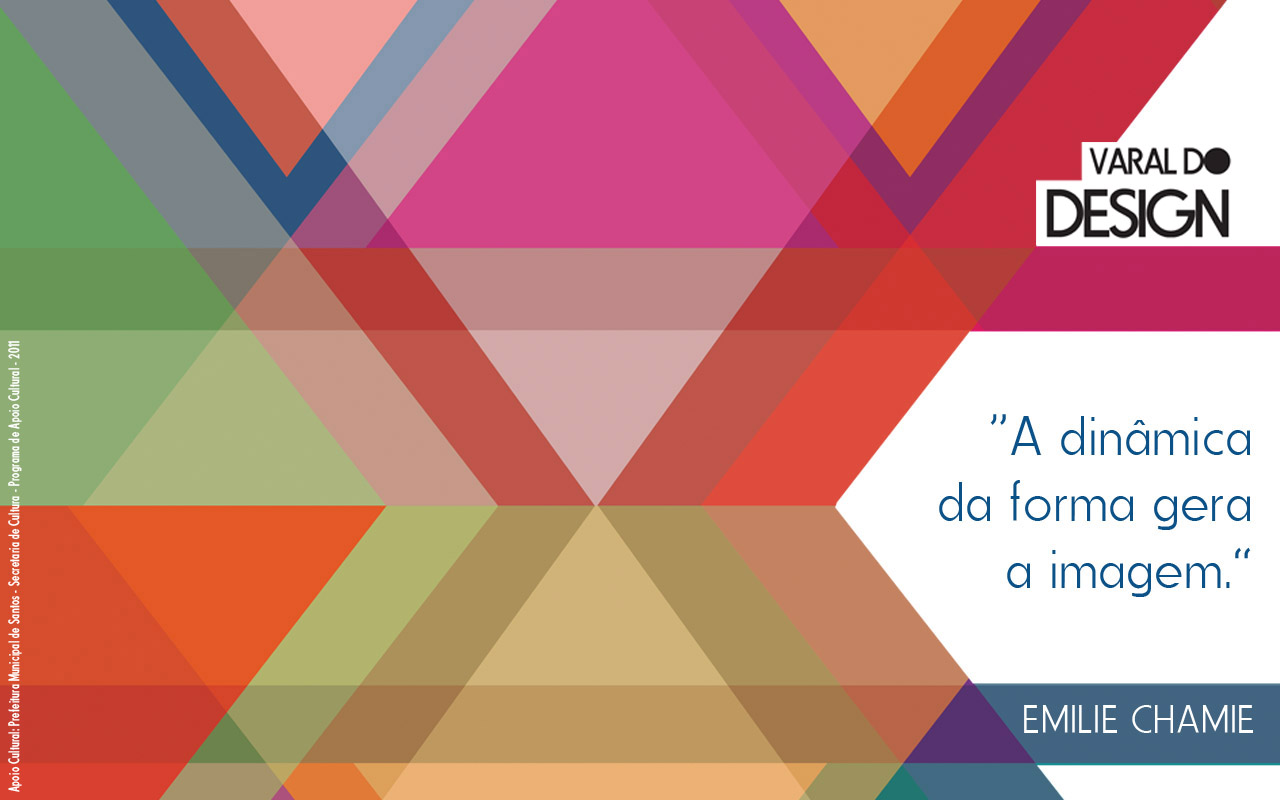 VARAL DO
DESIGN
”A dinâmica
da forma gera
a imagem.“
EMILIE CHAMIE
Apoio Cultural: Prefeitura Municipal de Santos - Secretaria de Cultura - Programa de Apoio Cultural - 2011